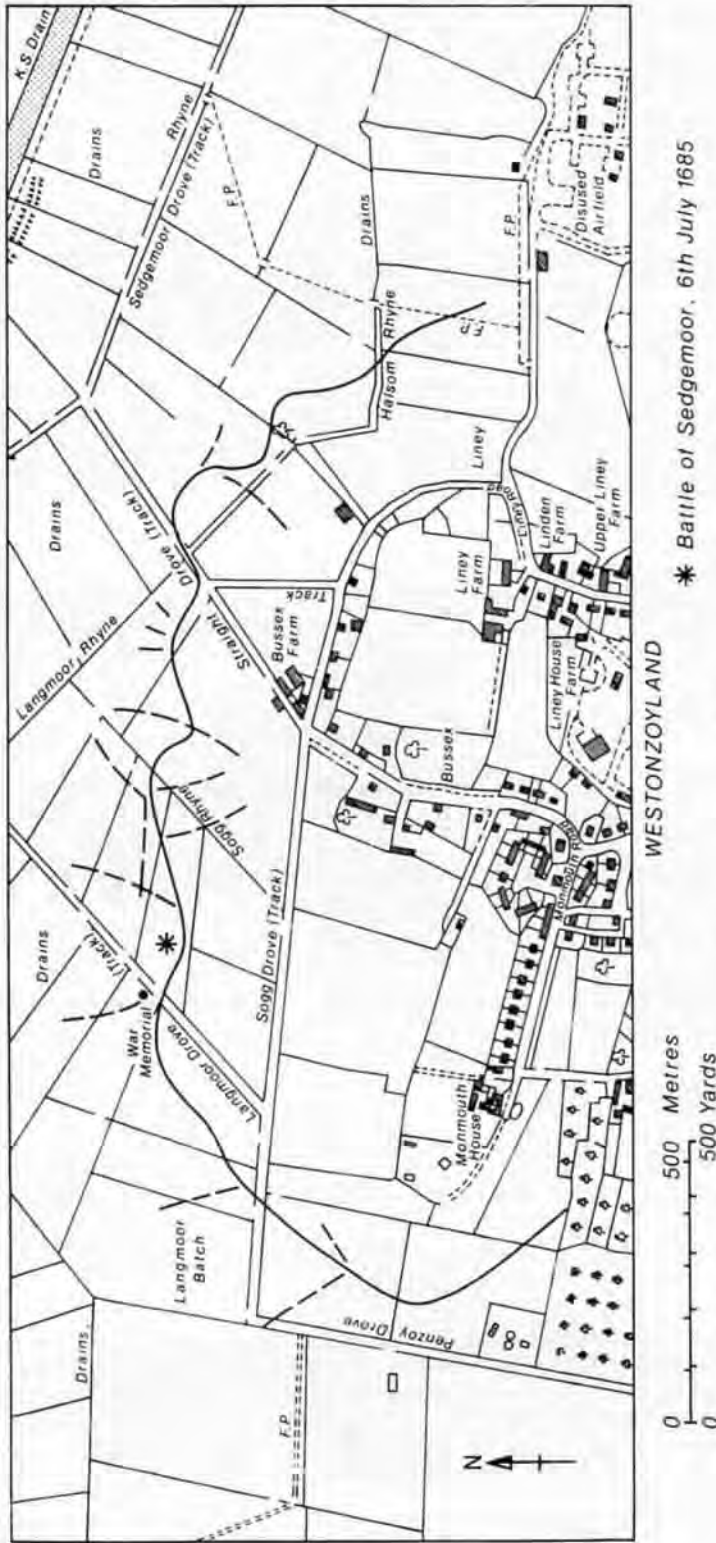 K.S Drain
Drains
Rhyne
Sedgemoor Drove (Track)
F.P.
Drains
Halsom Rhyne
F.P.
Disused
Airfield
Drains
Straight Drove (Track)
Langmoor Rhyne
Liney
Liney Road
Linden
Farm
Upper Liney
Farm
Track
Bussex
Farm
Liney
Farm
Sogg Rhyne
Bussex
Liney House
Farm
Drains
(Track)
Langmoor Drove
War
Memorial
Sogg Drove (Track)
Monmouth Road
Monmouth
House
Langmoor
Batch
Penzoy Drove
Drains
F.P.
N
WESTONZOYLAND
Battle of Sedgemoor, 6th July 1685
0 500 Metres
0 500 Yards